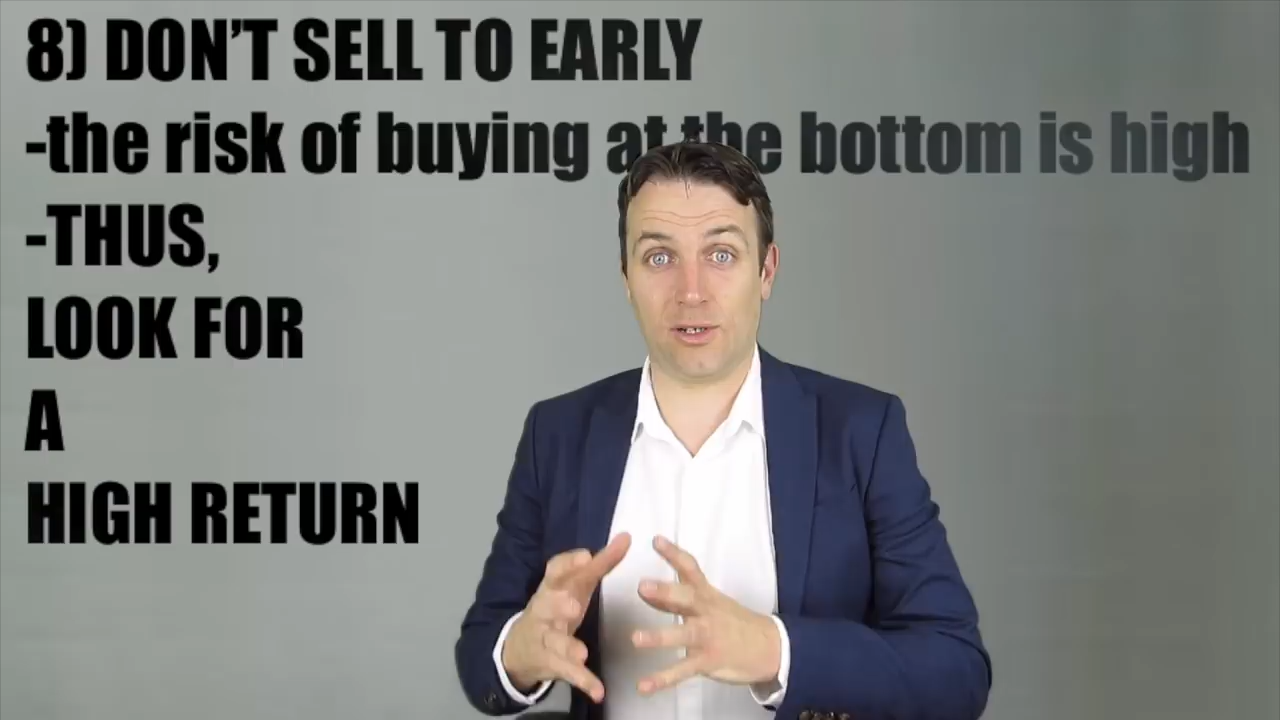 8) DON'T SELL TO EARLY
-the risk of buying at the bottom is high
-THUS,
LOOK FOR
A
HIGH RETURN